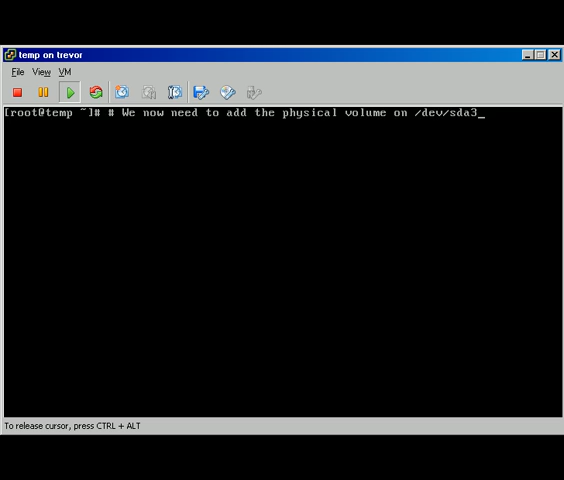 temp on trevor
File View VM
[root@temp ~]# # We now need to add the physical volume on /dev/sda3_
To release cursor, press CTRL + ALT